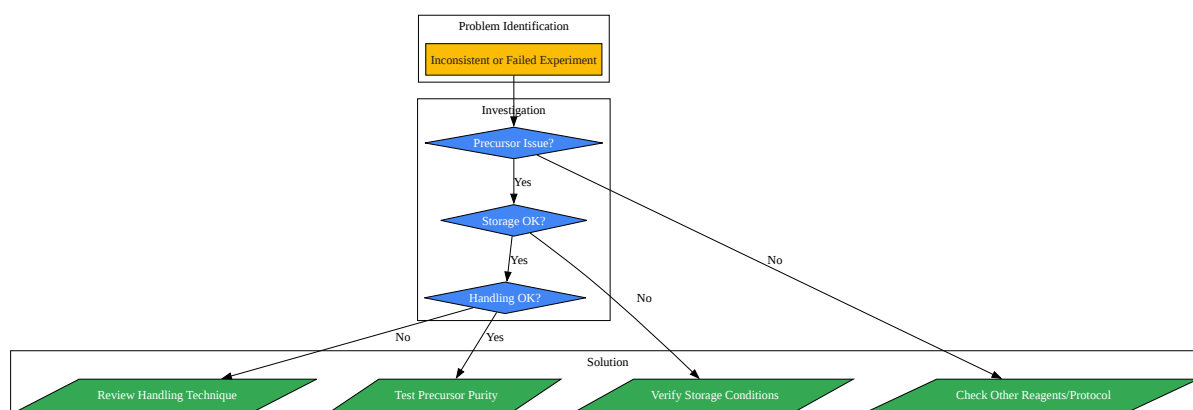 Problem Identification
Inconsistent or Failed Experiment
Investigation
Precursor Issue?
Yes
Storage OK?
Yes
No
No
Handling OK?
No
Yes
Solution
Review Handling Technique
Test Precursor Purity
Verify Storage Conditions
Check Other Reagents/Protocol